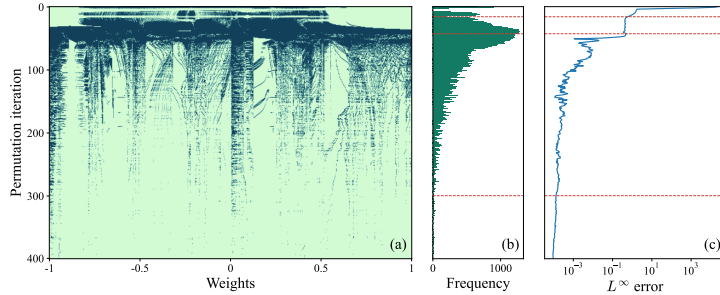 0
100
200
300
400
Permutation iteration
-1
-0.5
0
0.5
1
Weights
(a)
0
1000
Frequency
(b)
10⁻³
10⁻¹
10¹
10³
L∞ error
(c)